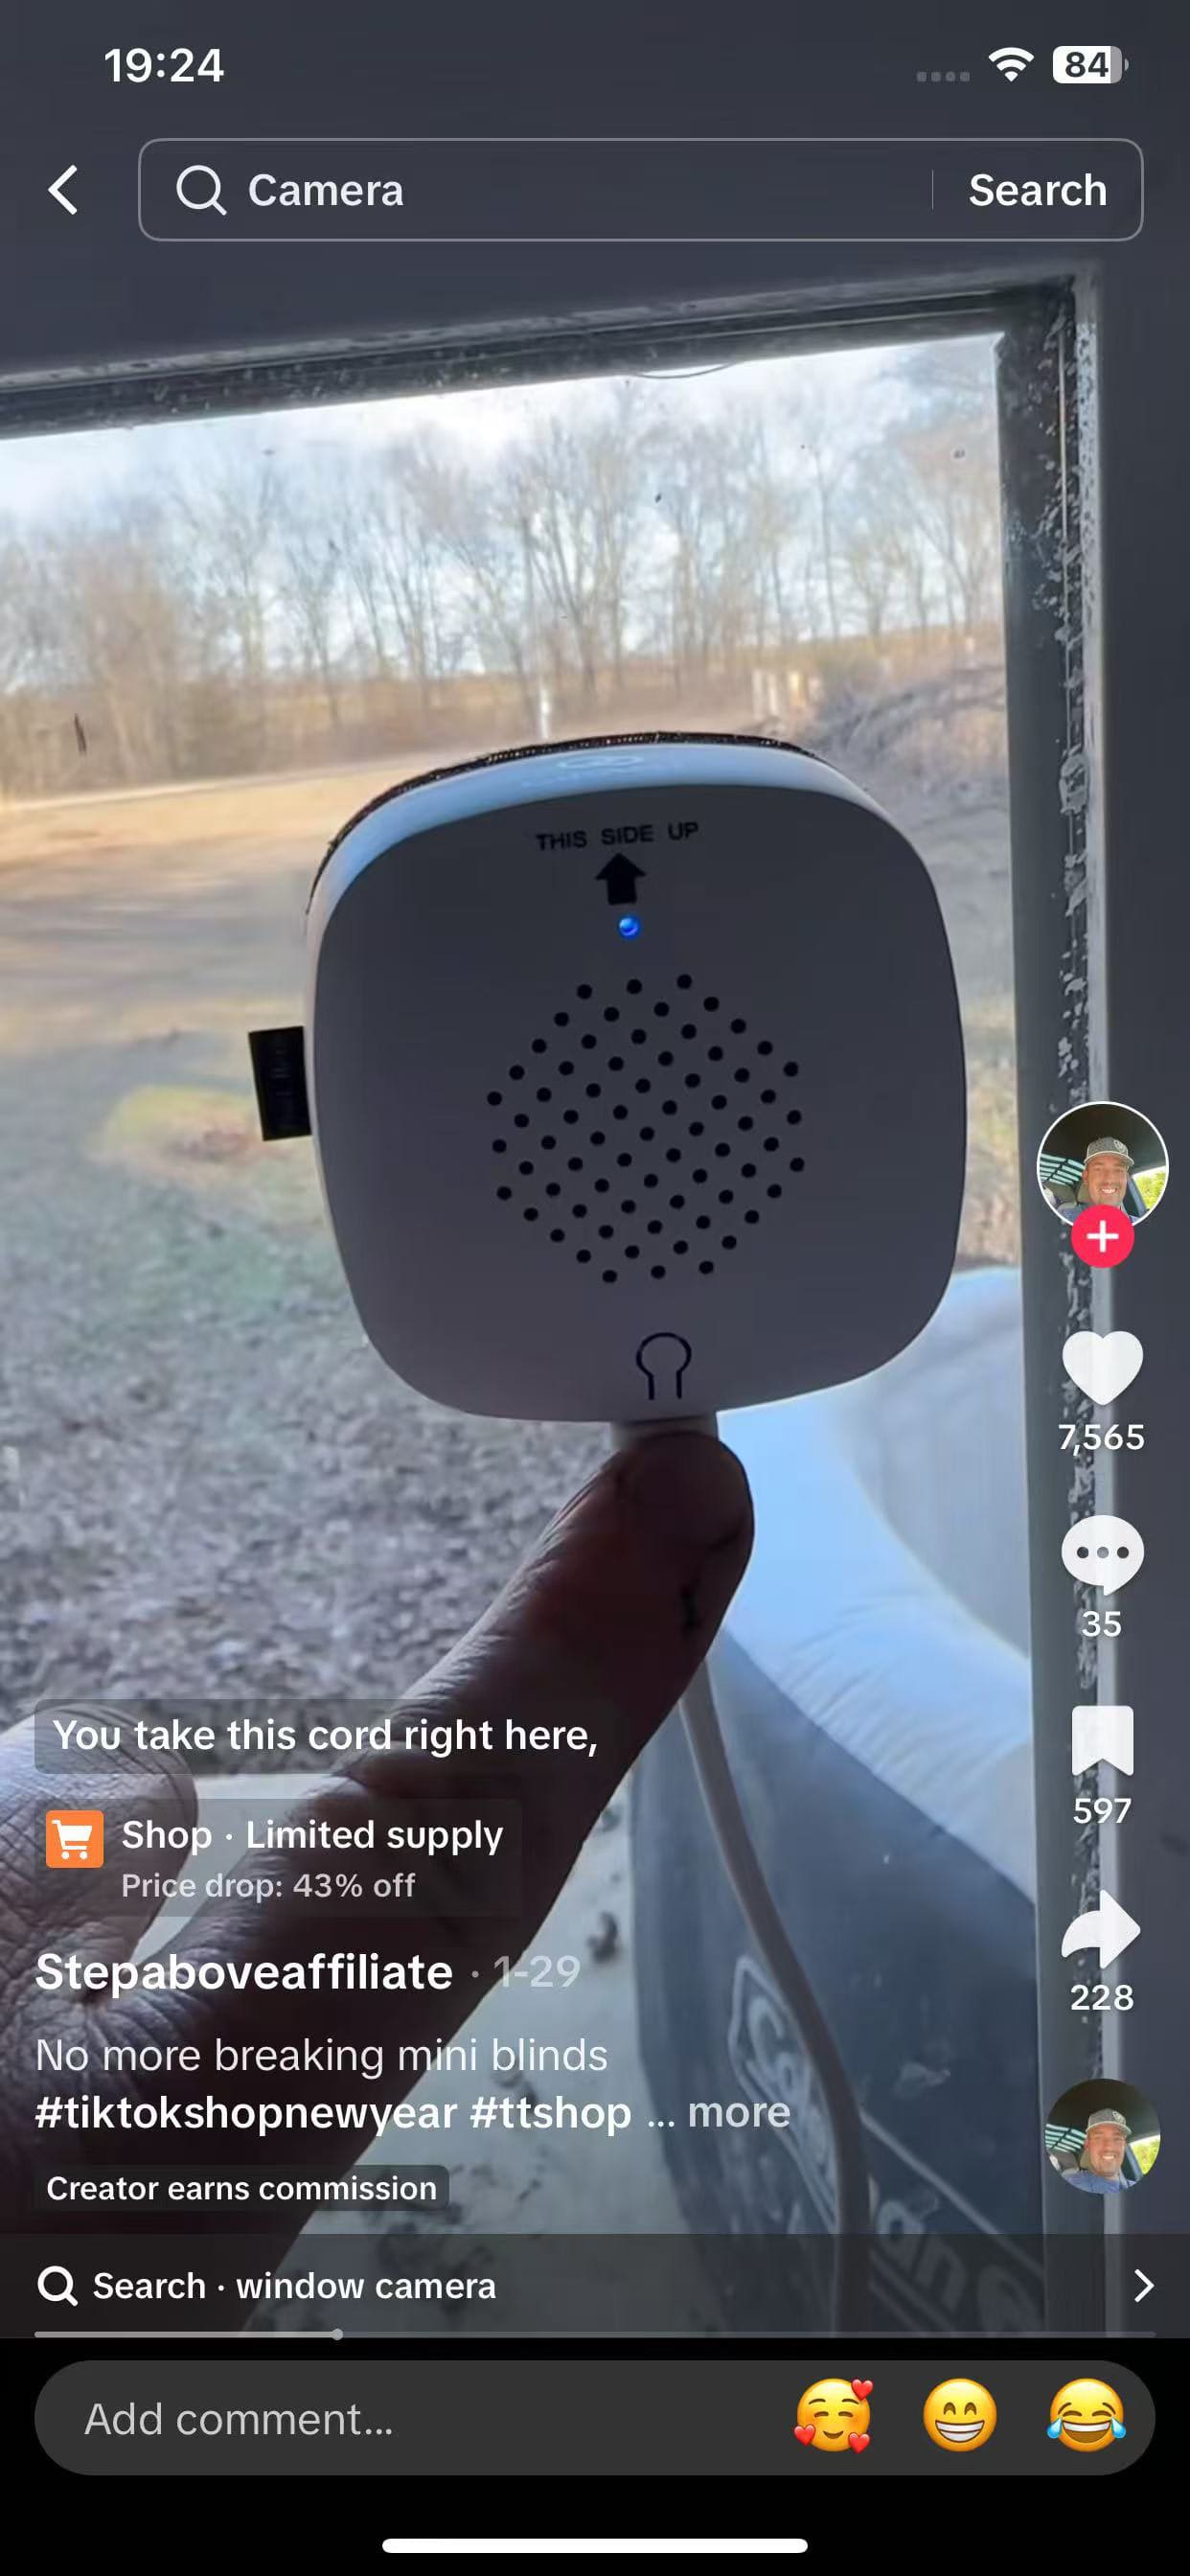 19:24
84
Camera
Search
THIS SIDE UP
7,565
35
597
228
You take this cord right here,
Shop · Limited supply
Price drop: 43% off
Stepaboveaffiliate · 1-29
No more breaking mini blinds
#tiktokshopnewyear #ttshop ... more
Creator earns commission
Search · window camera
Add comment...